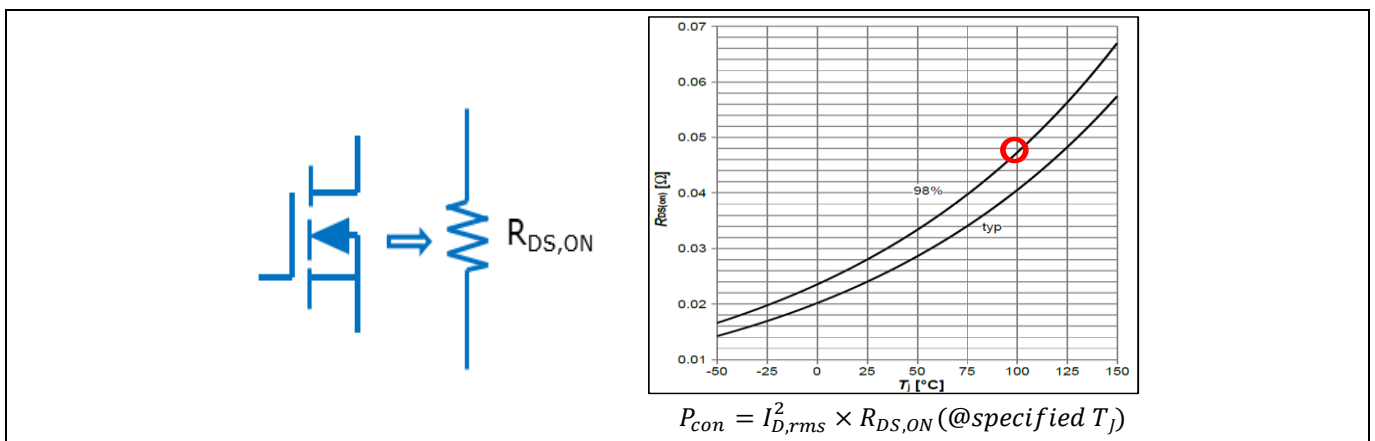 R_DS,ON
0.07
0.06
0.05
0.04
0.03
0.02
0.01
R_DS(on) [Ω]
98%
typ
-50 -25 0 25 50 75 100 125 150
T_j [°C]
P_con = I²_D,rms × R_DS,ON (@specified T_J)